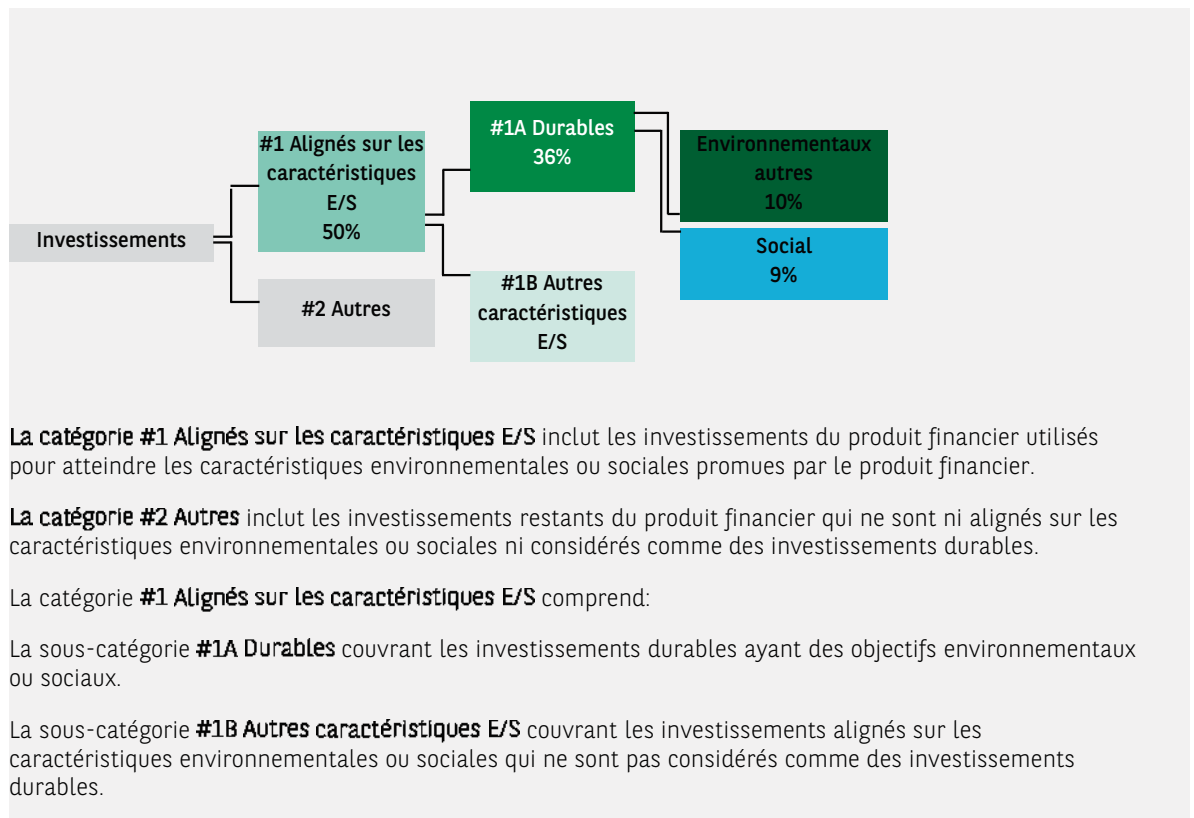 #1A Durables
36%
#1 Alignés sur les
caractéristiques
E/S
50%
Environnementaux
autres
10%
Investissements
Social
9%
#2 Autres
#1B Autres
caractéristiques
E/S
La catégorie #1 Alignés sur les caractéristiques E/S inclut les investissements du produit financier utilisés
pour atteindre les caractéristiques environnementales ou sociales promues par le produit financier.
La catégorie #2 Autres inclut les investissements restants du produit financier qui ne sont ni alignés sur les
caractéristiques environnementales ou sociales ni considérés comme des investissements durables.
La catégorie #1 Alignés sur les caractéristiques E/S comprend:
La sous-catégorie #1A Durables couvrant les investissements durables ayant des objectifs environnementaux
ou sociaux.
La sous-catégorie #1B Autres caractéristiques E/S couvrant les investissements alignés sur les
caractéristiques environnementales ou sociales qui ne sont pas considérés comme des investissements
durables.